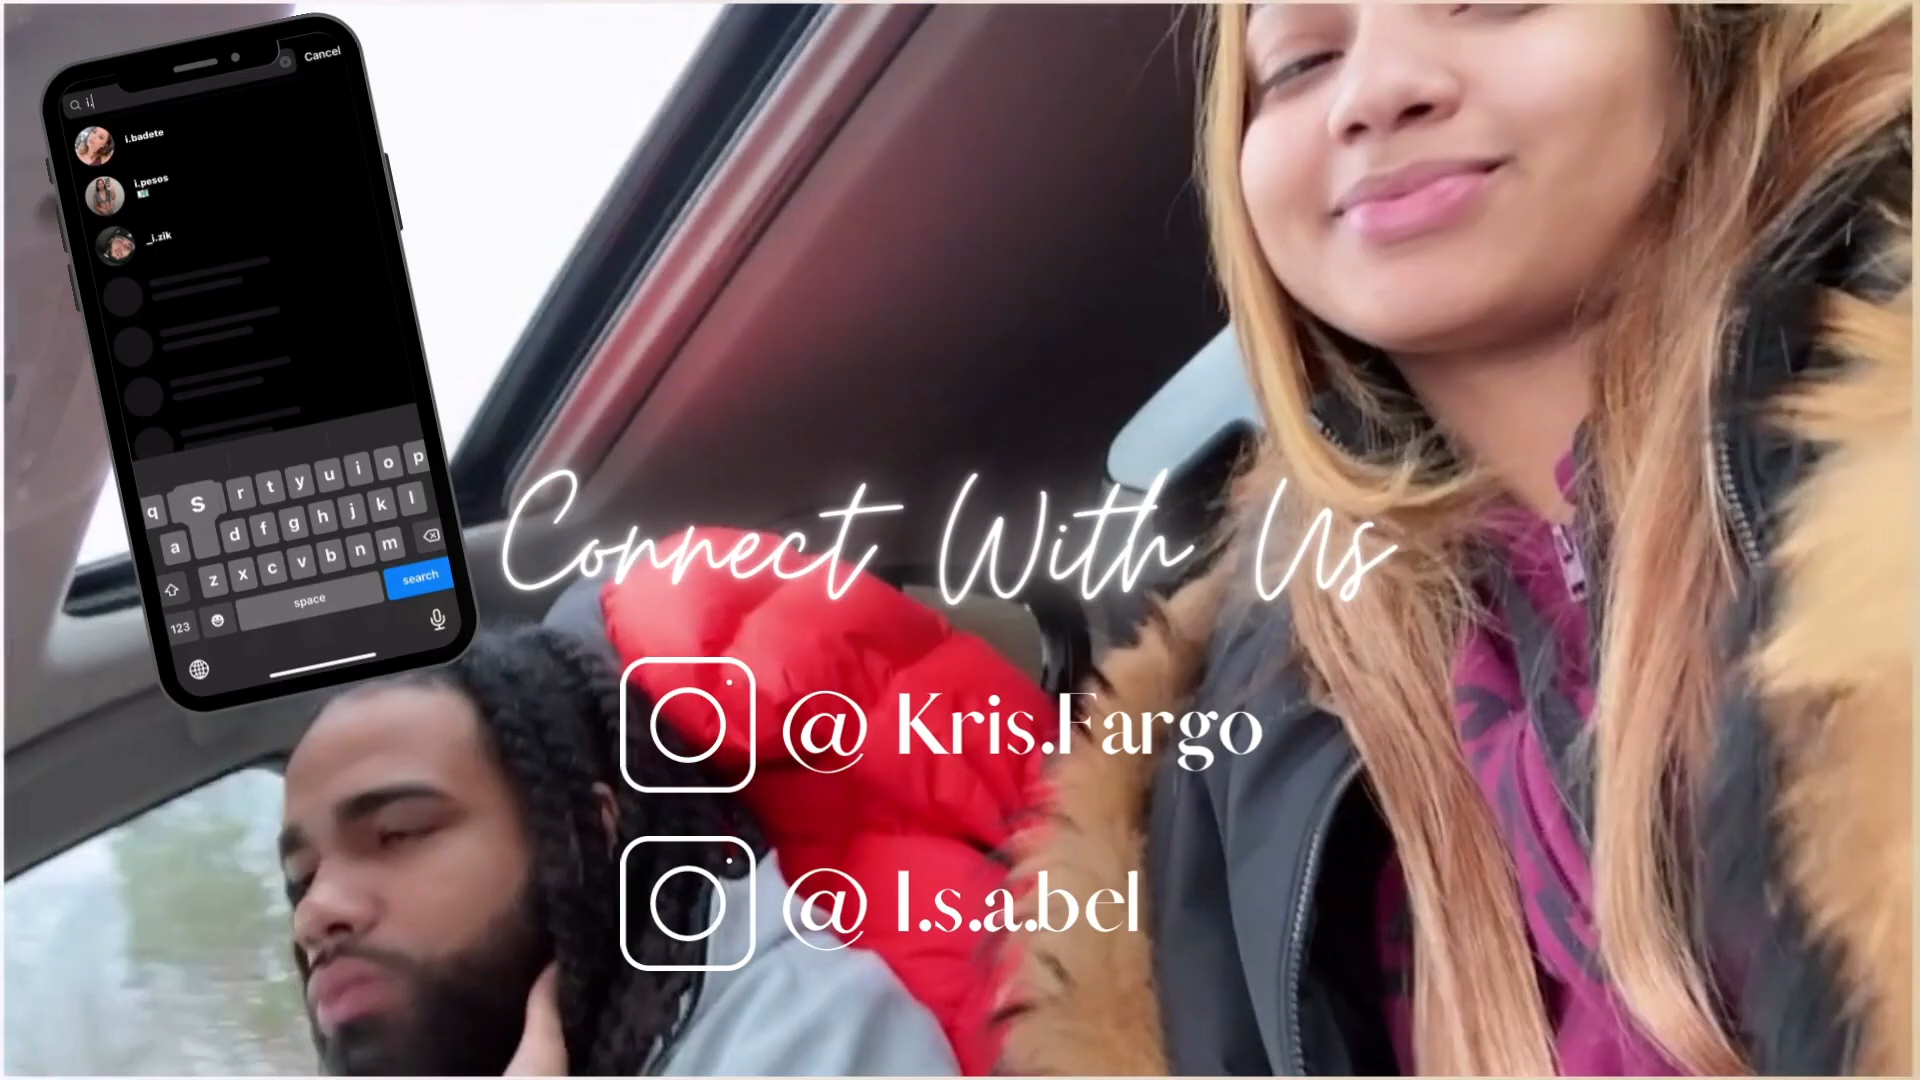 Cancel
i.
i.badete
i.pesos
_i.zik
q S r t y u i o p
a d f g h j k l
z x c v b n m
123 space search
Connect With Us
@ Kris.Fargo
@ I.s.a.bel